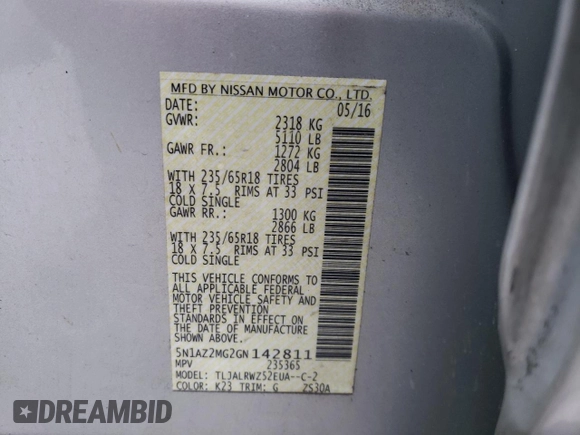 MFD BY NISSAN MOTOR CO., LTD.
DATE: 05/16
GVWR: 2318 KG
5110 LB
GAWR FR.: 1272 KG
2804 LB
WITH 235/65R18 TIRES
18 X 7.5 RIMS AT 33 PSI
COLD SINGLE
GAWR RR.: 1300 KG
2866 LB
WITH 235/65R18 TIRES
18 X 7.5 RIMS AT 33 PSI
COLD SINGLE
THIS VEHICLE CONFORMS TO
ALL APPLICABLE FEDERAL
MOTOR VEHICLE SAFETY AND
THEFT PREVENTION
STANDARDS IN EFFECT ON
THE DATE OF MANUFACTURE
SHOWN ABOVE.
5N1AZ2MG2GN142811
MPV 235365
MODEL: TLJALRWZ52EUA--C-2
COLOR: K23 TRIM: G ZS30A
REVEAL.AUTO
DREAMBID